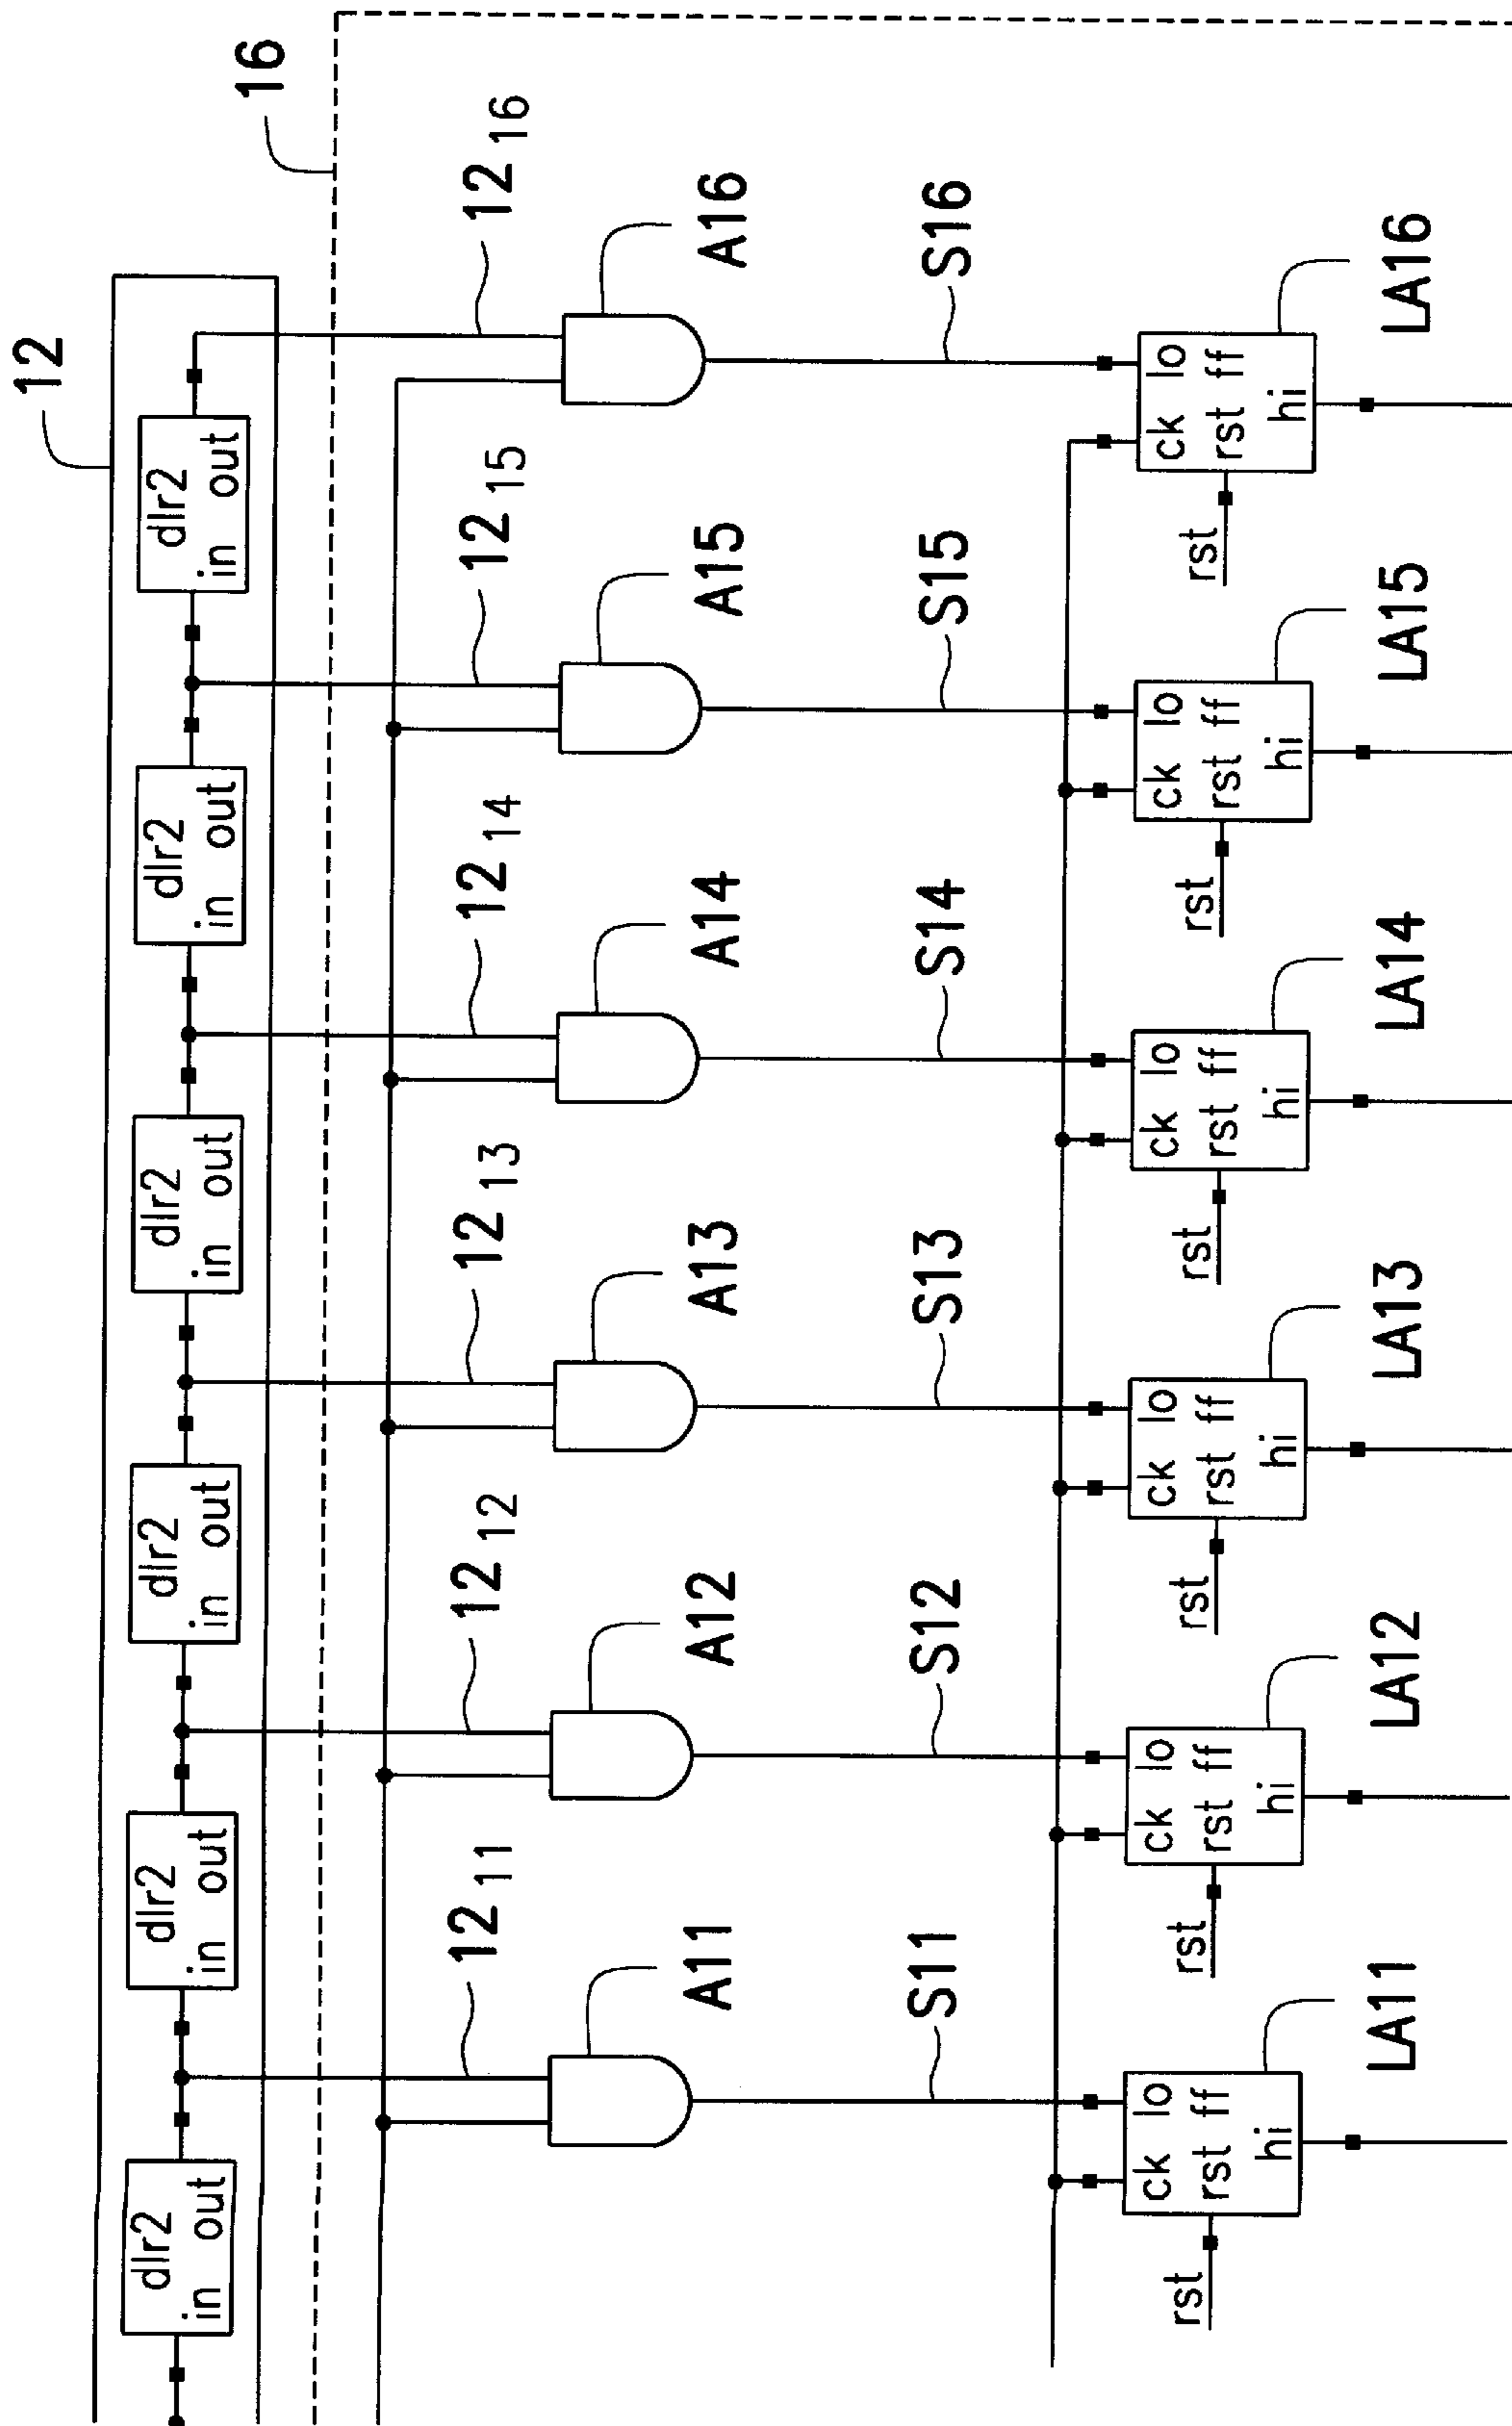 12
dlr2
in out
dlr2
in out
dlr2
in out
dlr2
in out
dlr2
in out
dlr2
in out
16
12 11
12 12
12 13
12 14
12 15
12 16
A11
A12
A13
A14
A15
A16
S11
S12
S13
S14
S15
S16
rst
ck lo
rst ff
hi
rst
ck lo
rst ff
hi
rst
ck lo
rst ff
hi
rst
ck lo
rst ff
hi
rst
ck lo
rst ff
hi
rst
ck lo
rst ff
hi
LA11
LA12
LA13
LA14
LA15
LA16